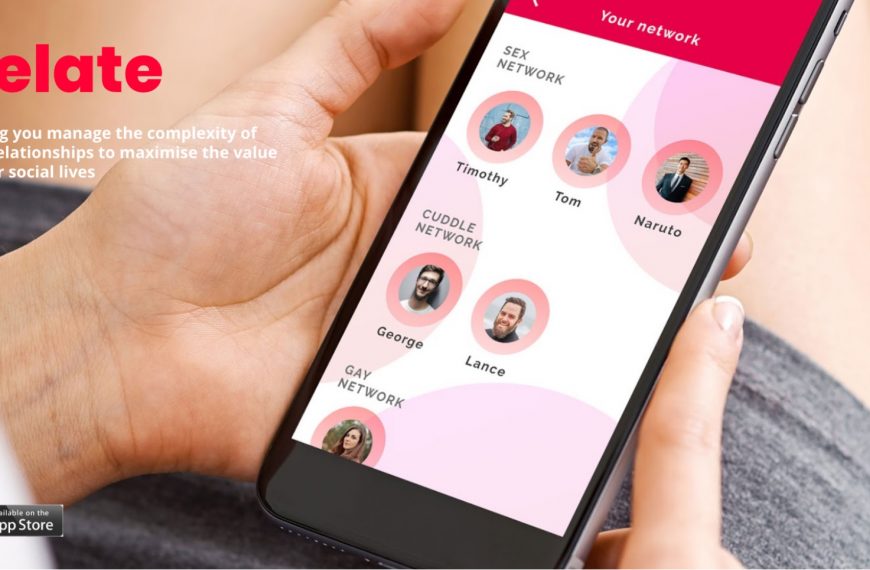 elate
g you manage the complexity of
elationships to maximise the value
r social lives
Your network
SEX
NETWORK
Timothy
Tom
Naruto
CUDDLE
NETWORK
George
Lance
GAY
NETWORK
ailable on the
pp Store